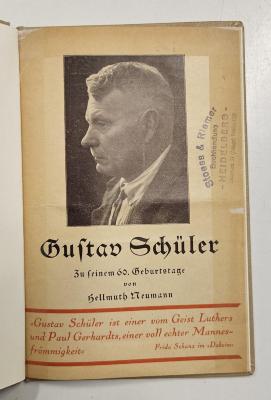 Gustav Schüler
Zu seinem 60. Geburtstage
von
Hellmuth Neumann
«Gustav Schüler ist einer vom Geist Luthers
und Paul Gerhardts, einer voll echter Mannes-
frömmigkeit»
Frida Schanz im «Daheim»
Stoess & Riemer
Buchhandlung
- HEIDELBERG -